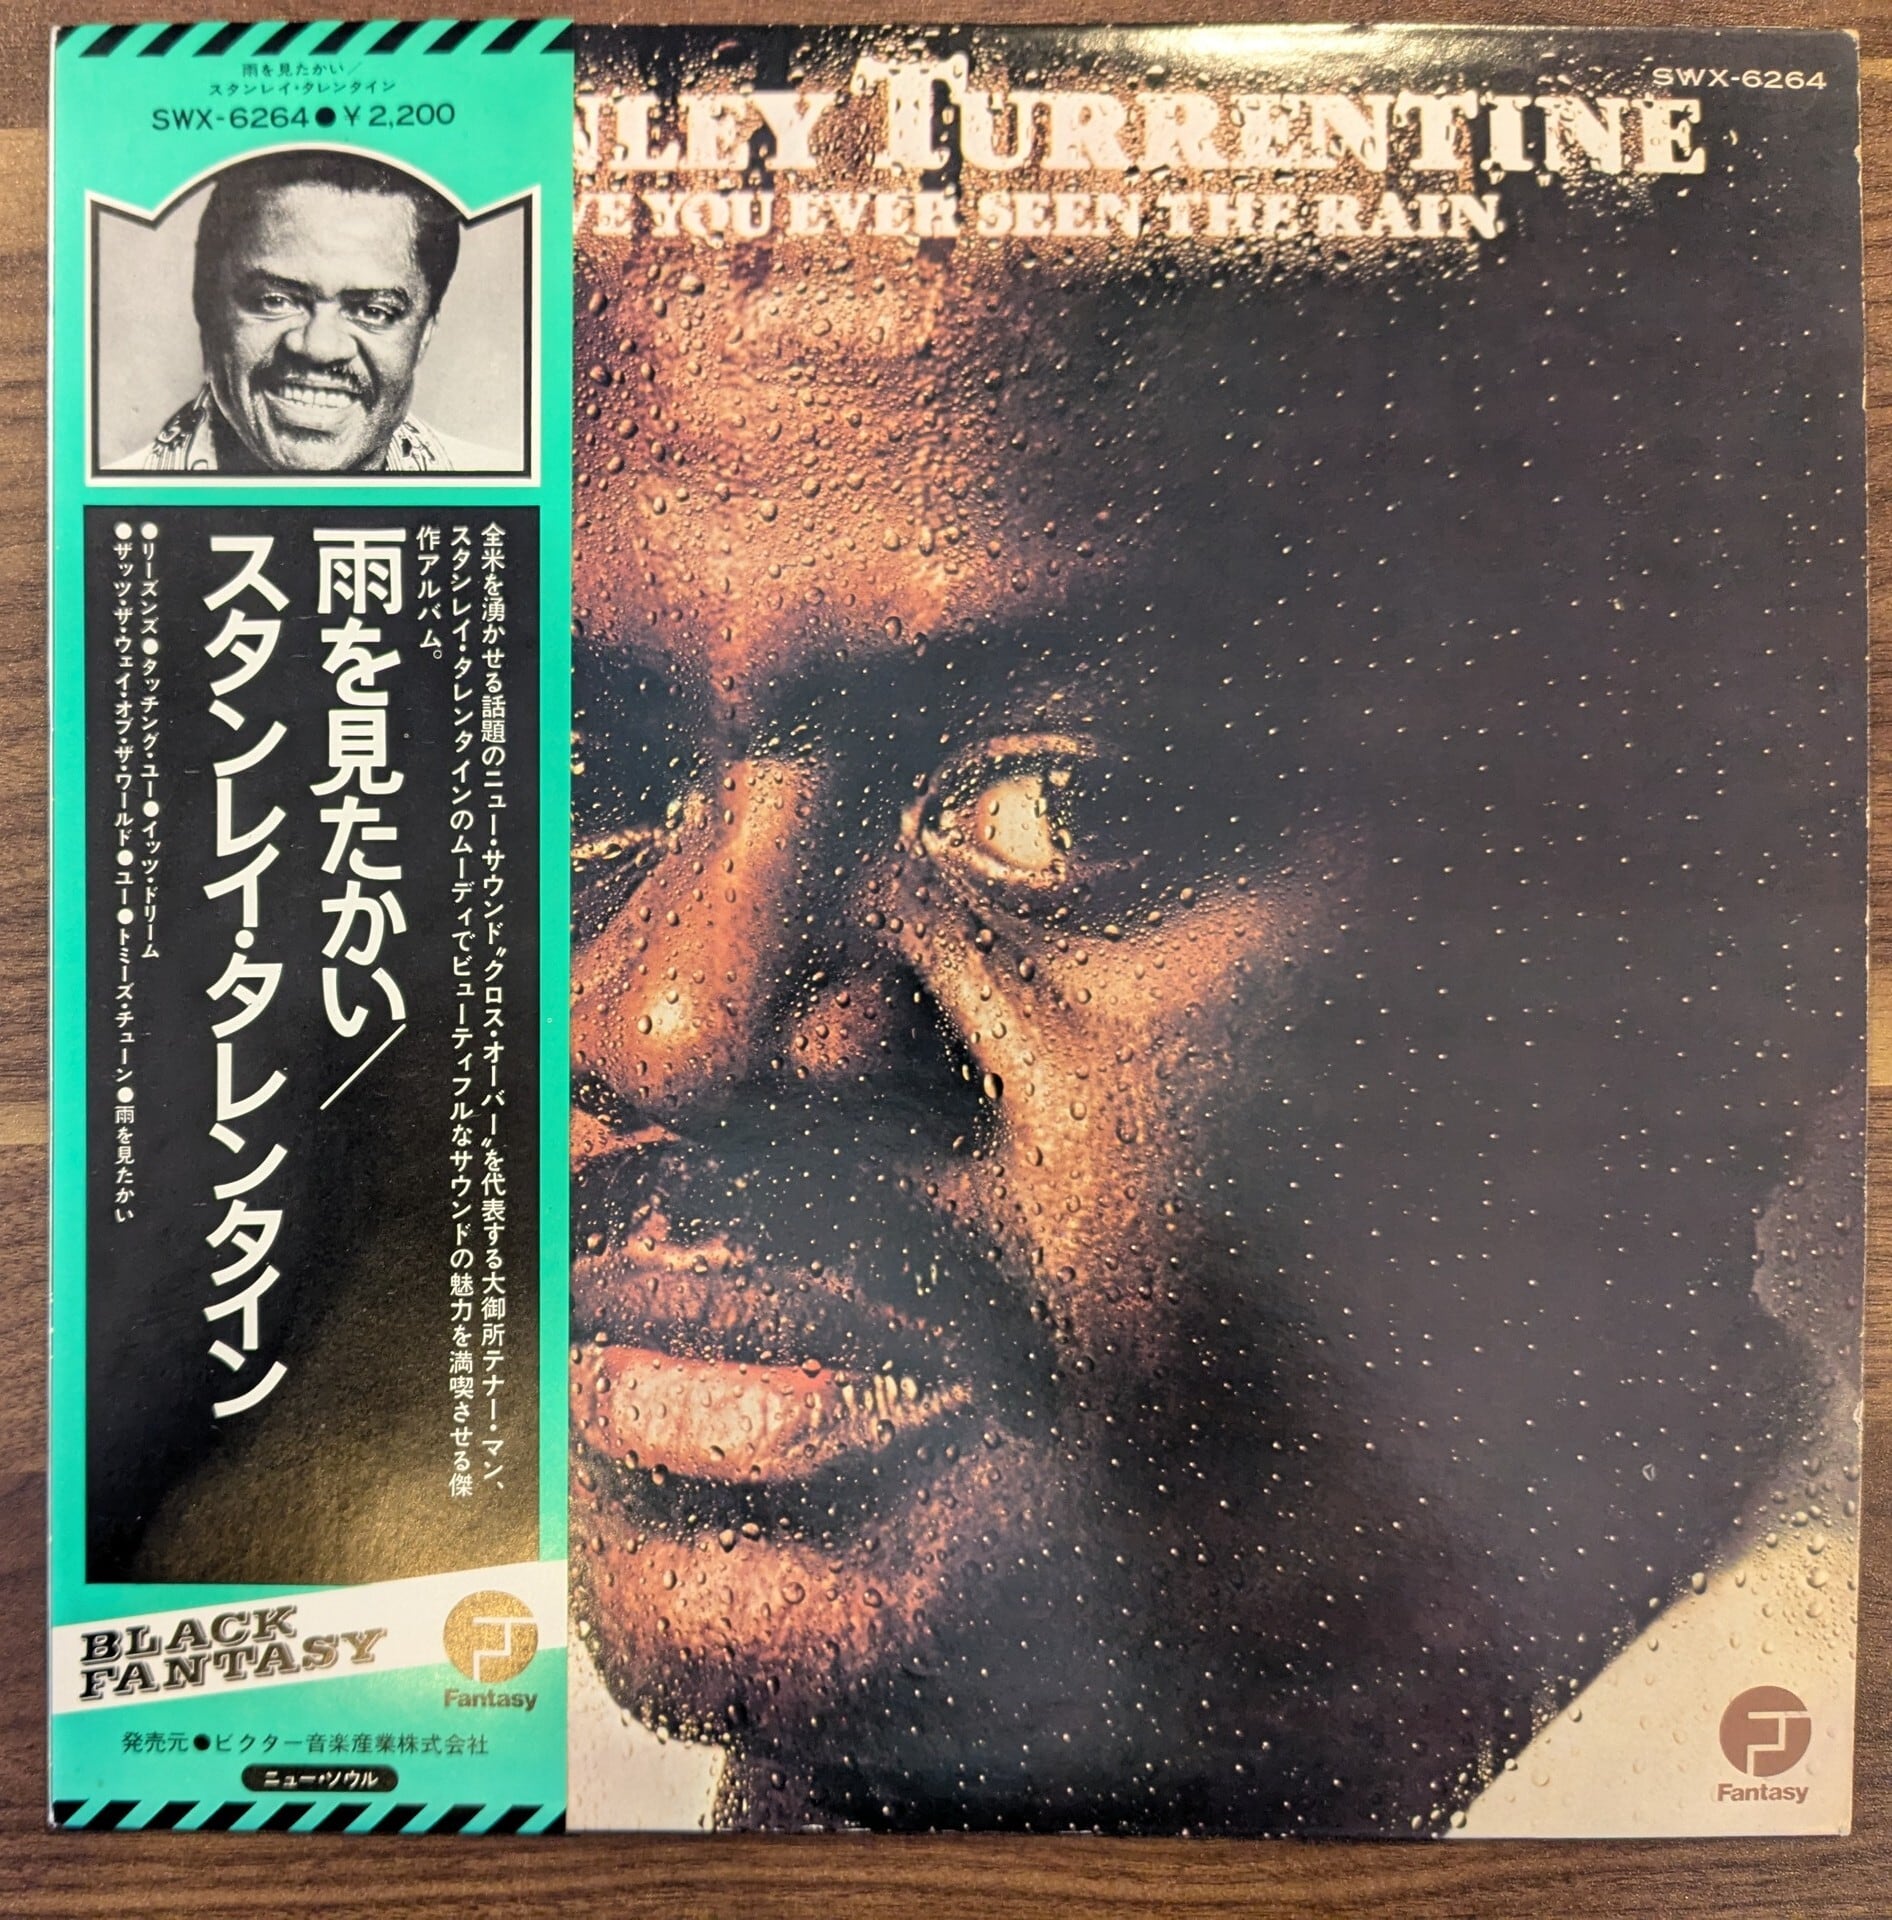 雨を見たかい／
スタンレイ・タレンタイン
SWX-6264●￥2,200
全米を湧かせる話題のニュー・サウンド〝クロス・オーバー〟を代表する大御所テナー・マン、
スタンレイ・タレンタインのムーディでビューティフルなサウンドの魅力を満喫させる傑
作アルバム。
雨を見たかい／
スタンレイ・タレンタイン
●リーズンズ●タッチング・ユー●イッツ・ドリーム
●ザッツ・ザ・ウェイ・オブ・ザ・ワールド●ユー●トミーズ・チューン●雨を見たかい
BLACK
FANTASY
Fantasy
発売元●ビクター音楽産業株式会社
ニュー・ソウル
SWX-6264
NLEY TURRENTINE
VE YOU EVER SEEN THE RAIN
Fantasy